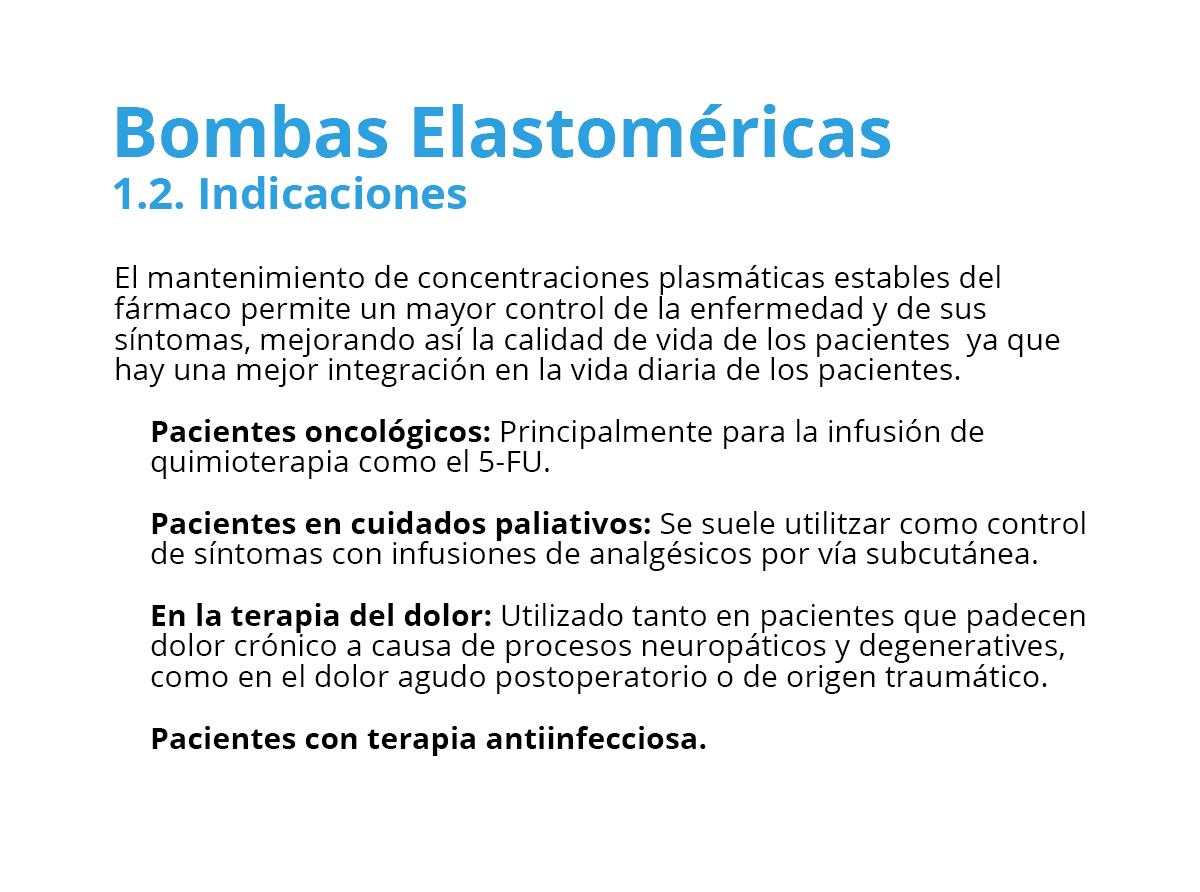 Bombas Elastoméricas
1.2. Indicaciones
El mantenimiento de concentraciones plasmáticas estables del
fármaco permite un mayor control de la enfermedad y de sus
síntomas, mejorando así la calidad de vida de los pacientes  ya que
hay una mejor integración en la vida diaria de los pacientes.
Pacientes oncológicos: Principalmente para la infusión de
quimioterapia como el 5-FU.
Pacientes en cuidados paliativos: Se suele utilitzar como control
de síntomas con infusiones de analgésicos por vía subcutánea.
En la terapia del dolor: Utilizado tanto en pacientes que padecen
dolor crónico a causa de procesos neuropáticos y degeneratives,
como en el dolor agudo postoperatorio o de origen traumático.
Pacientes con terapia antiinfecciosa.